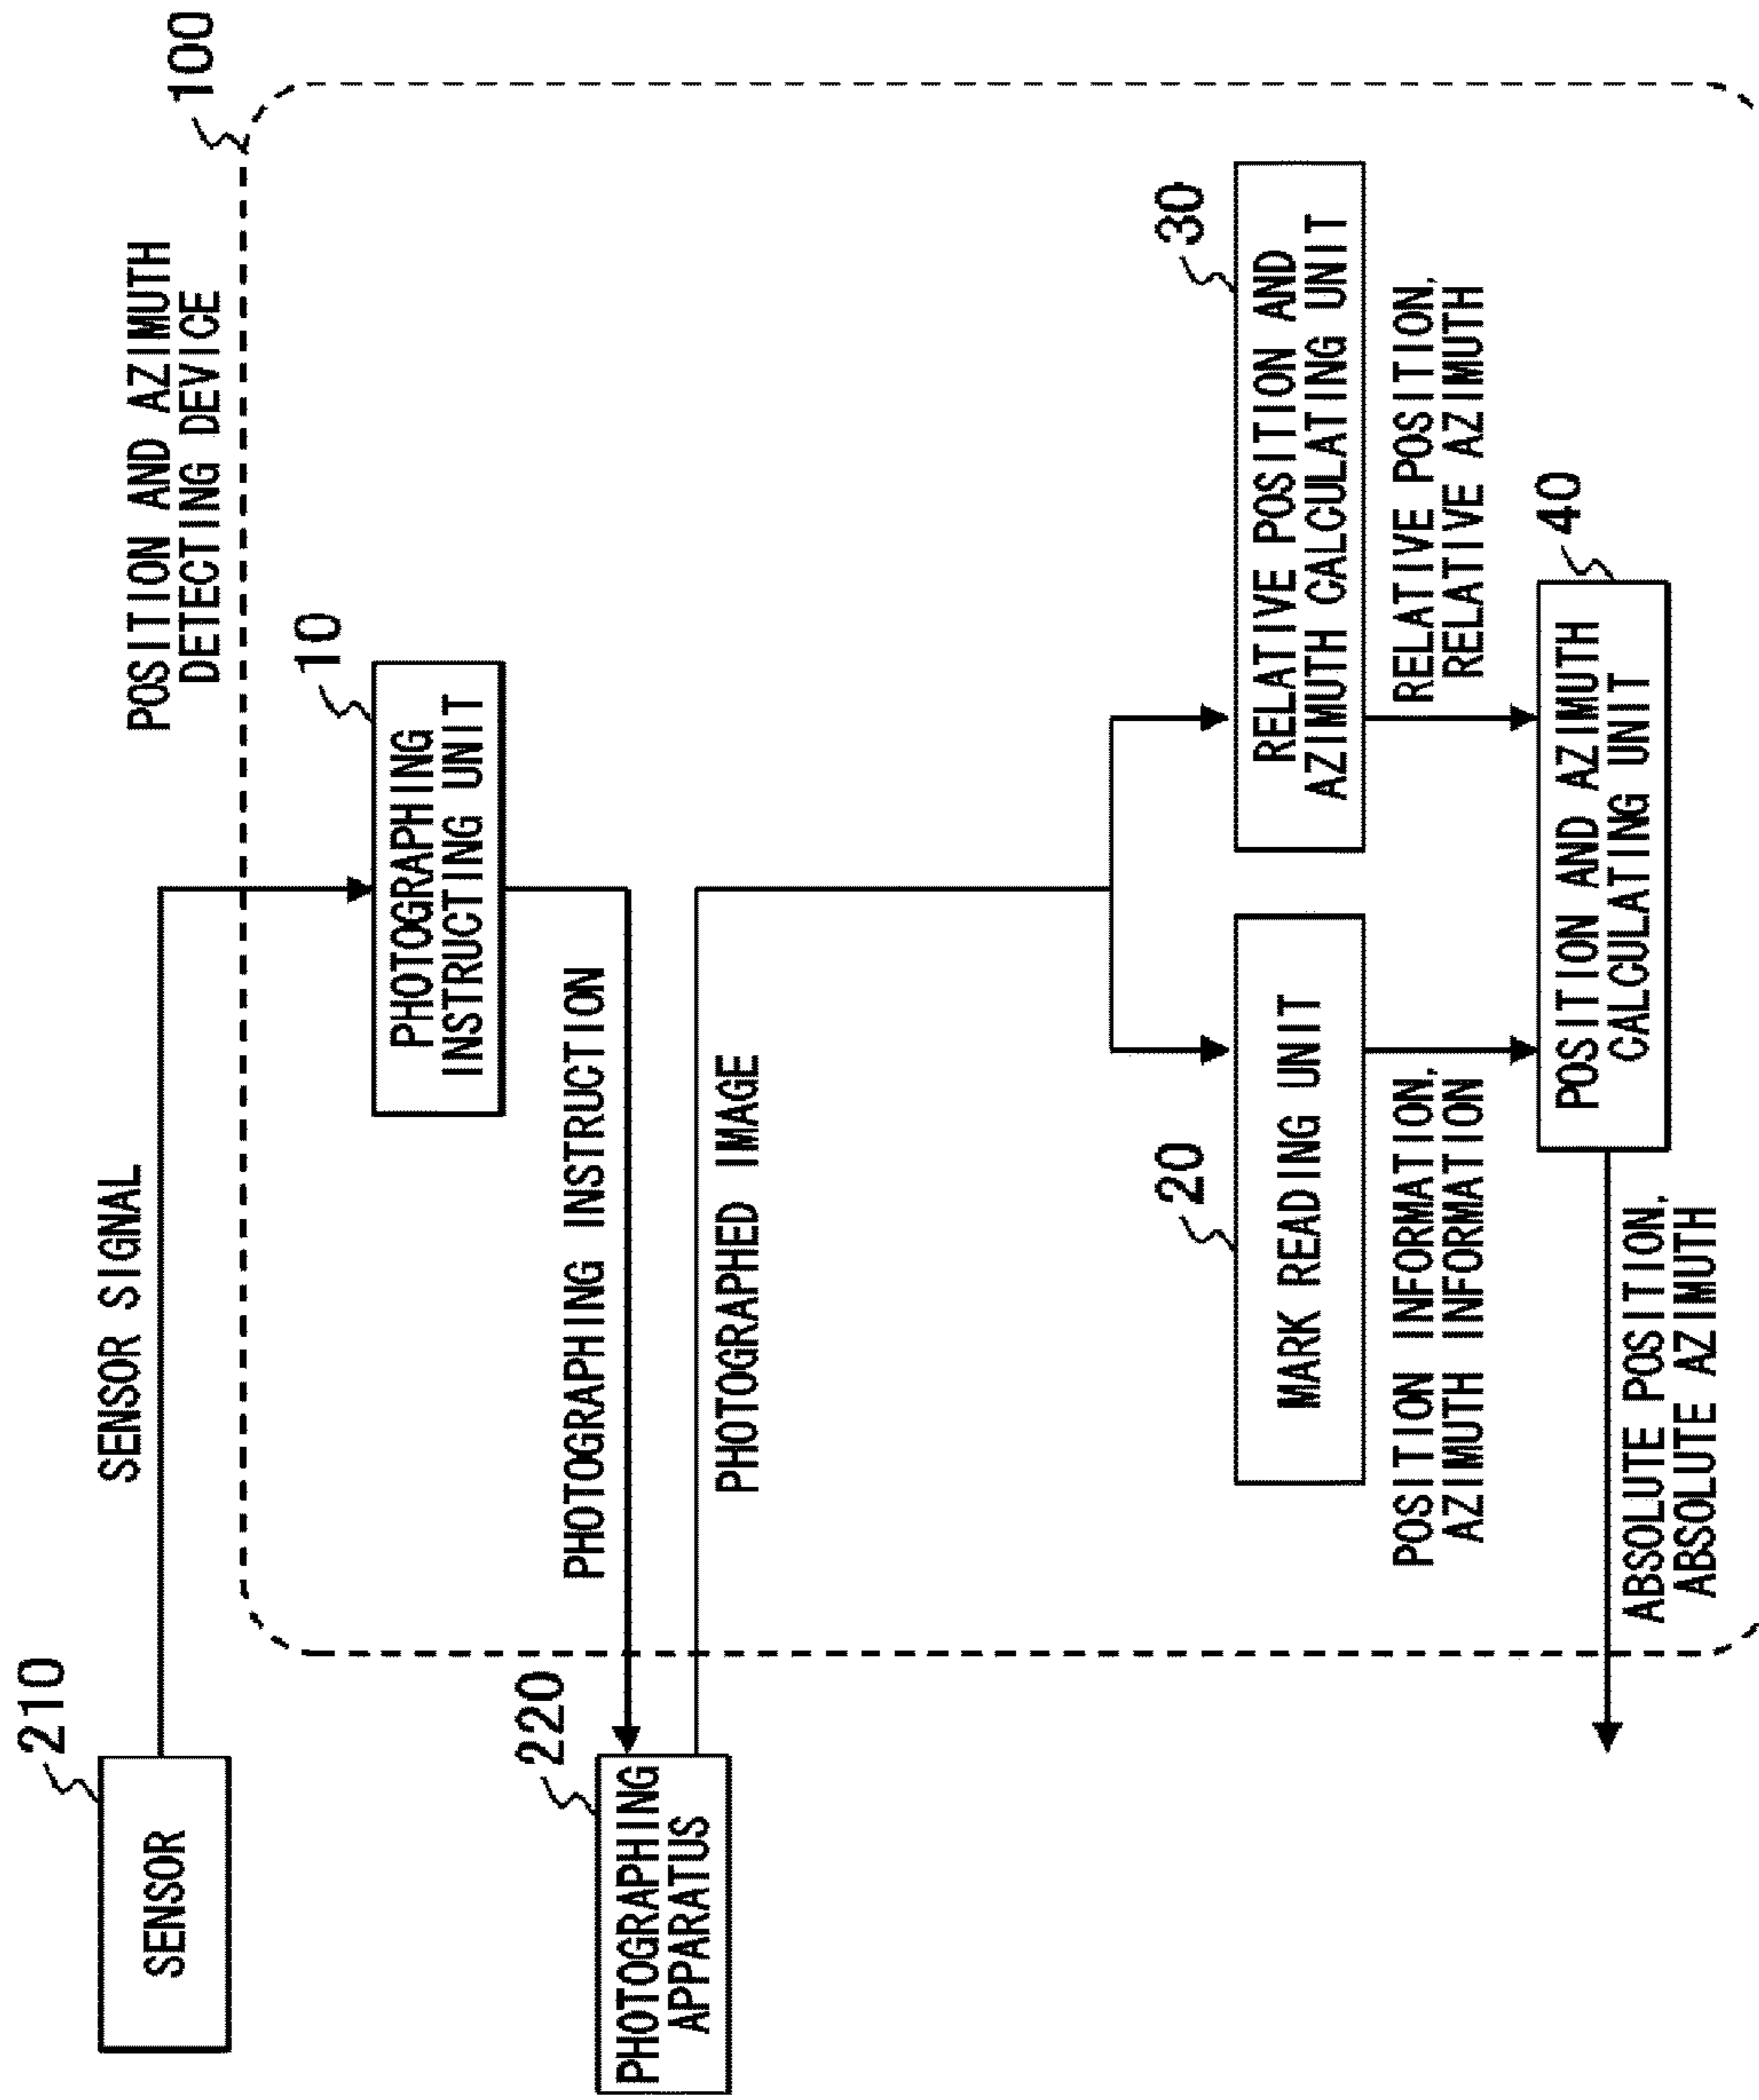 100
POSITION AND AZIMUTH
DETECTING DEVICE
210
SENSOR
SENSOR SIGNAL
10
PHOTOGRAPHING
INSTRUCTING UNIT
220
PHOTOGRAPHING
APPARATUS
PHOTOGRAPHING INSTRUCTION
PHOTOGRAPHED IMAGE
20
MARK READING UNIT
30
RELATIVE POSITION AND
AZIMUTH CALCULATING UNIT
POSITION INFORMATION,
AZIMUTH INFORMATION
RELATIVE POSITION,
RELATIVE AZIMUTH
40
POSITION AND AZIMUTH
CALCULATING UNIT
ABSOLUTE POSITION,
ABSOLUTE AZIMUTH